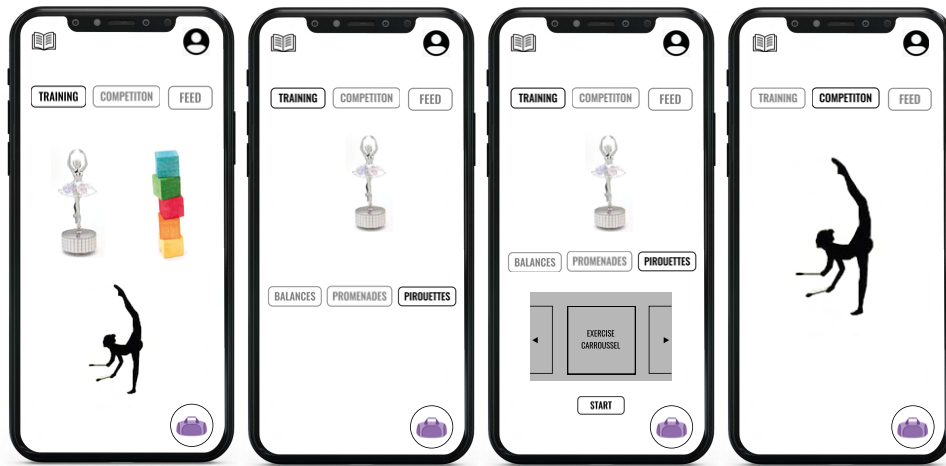 TRAINING COMPETITON FEED
TRAINING COMPETITON FEED
BALANCES PROMENADES PIROUETTES
TRAINING COMPETITON FEED
BALANCES PROMENADES PIROUETTES
EXERCISE
CARROUSSEL
START
TRAINING COMPETITON FEED